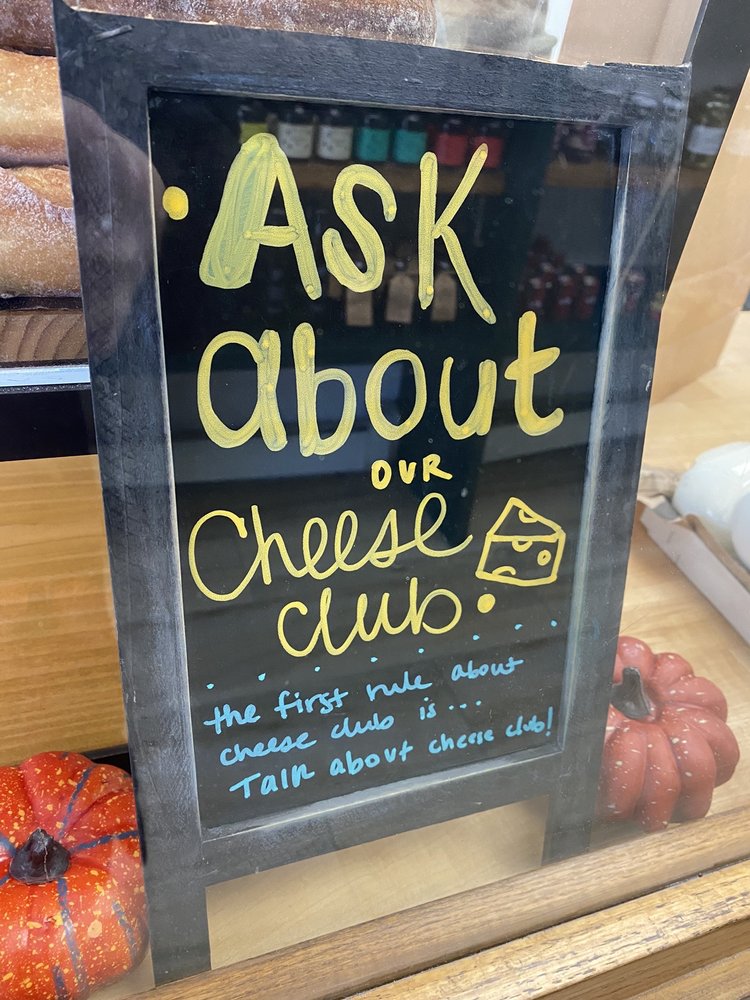 Ask
about
OUR
Cheese
club
the first rule about
cheese club is...
Talk about cheese club!